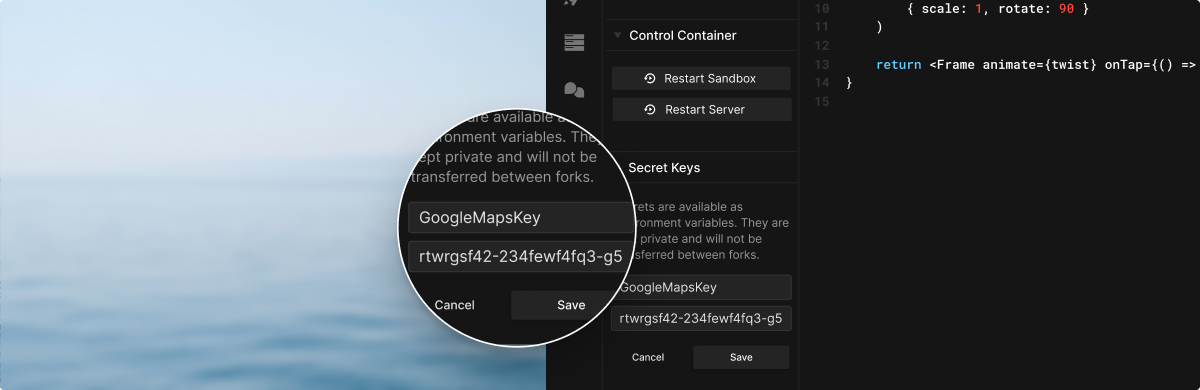 are available a
ronment variables. They
ept private and will not be
transferred between forks.
GoogleMapsKey
rtwrgsf42-234fewf4fq3-g5
Cancel
Save
Control Container
Restart Sandbox
Restart Server
Secret Keys
rets are available as
ronment variables. They are
private and will not be
sferred between forks.
GoogleMapsKey
rtwrgsf42-234fewf4fq3-g5
Cancel
Save
10 { scale: 1, rotate: 90 }
11 )
12
13 return <Frame animate={twist} onTap={() =>
14 }
15